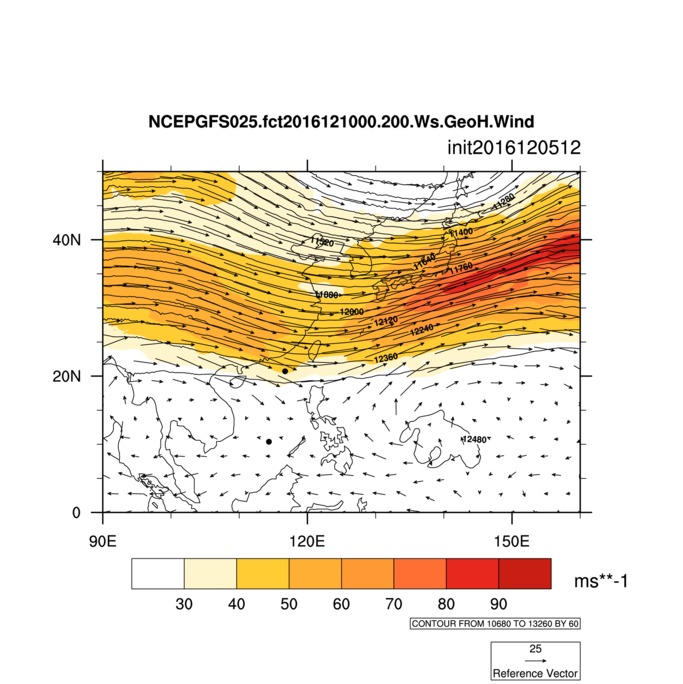 NCEPGFS025.fct2016121000.200.Ws.GeoH.Wind
init2016120512
11280
11400
11520
11640
11760
11880
12000
12120
12240
12360
12480
40N
20N
0
90E 120E 150E
30 40 50 60 70 80 90
ms**-1
CONTOUR FROM 10680 TO 13260 BY 60
25
Reference Vector